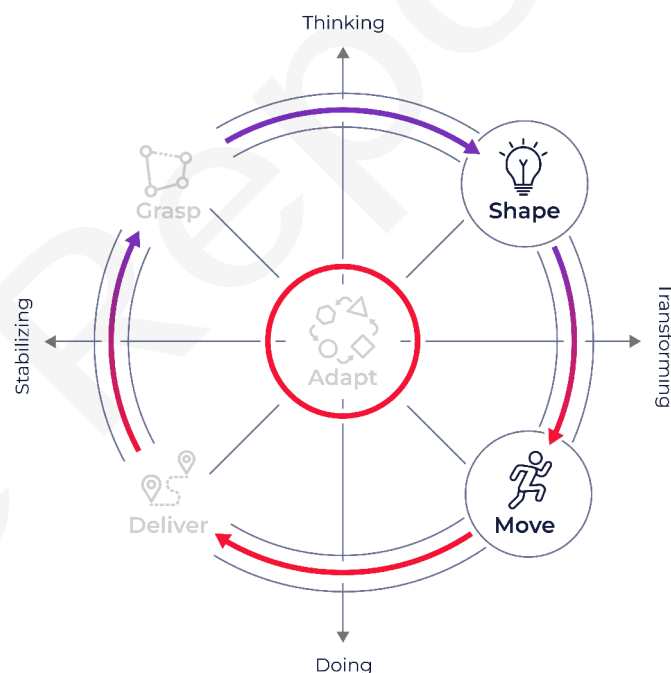 Thinking
Grasp
Shape
Stabilizing
Adapt
Transforming
Deliver
Move
Doing